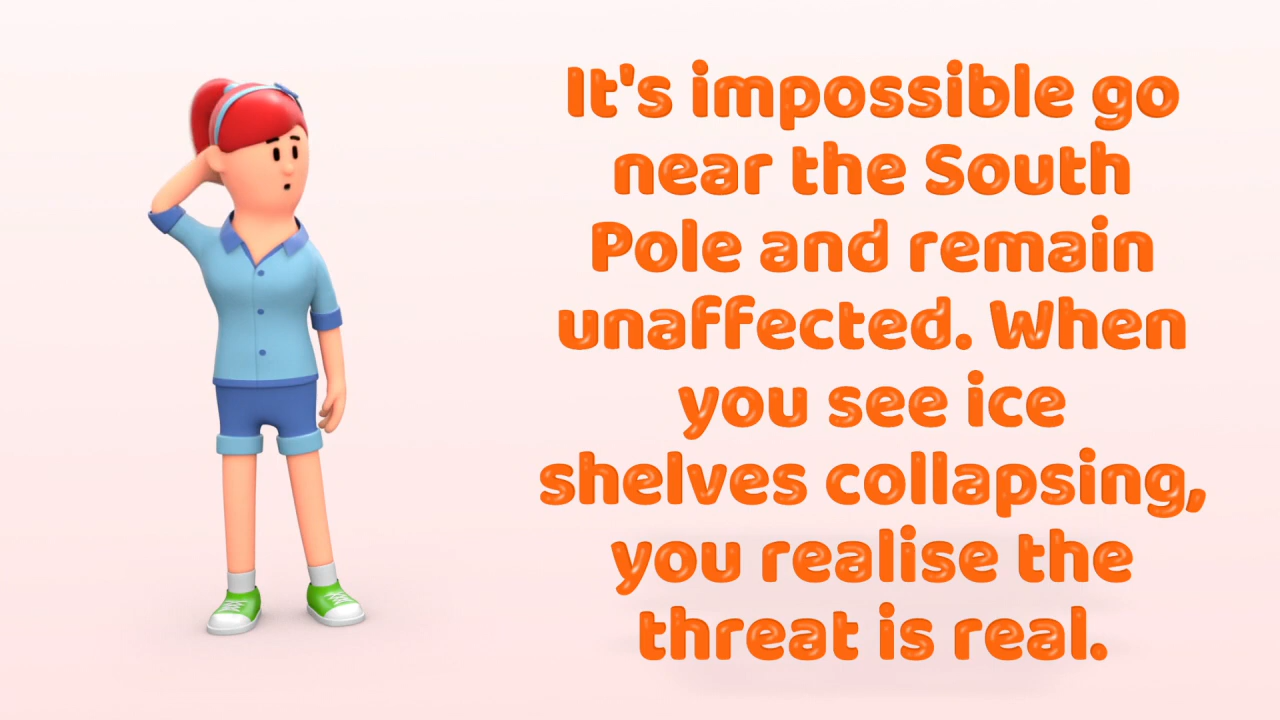 It's impossible go
near the South
Pole and remain
unaffected. When
you see ice
shelves collapsing,
you realise the
threat is real.